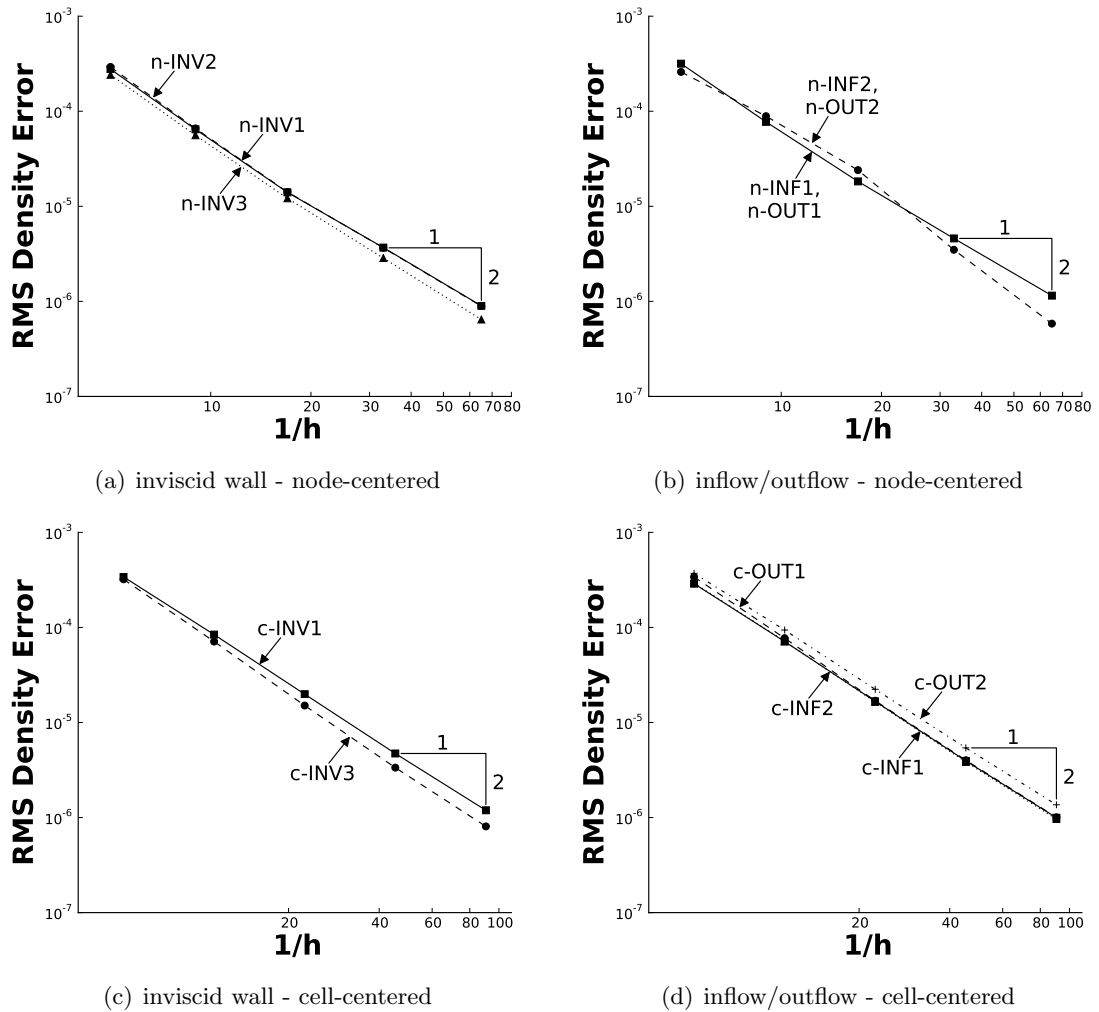 10^-3
10^-4
10^-5
10^-6
10^-7
RMS Density Error
n-INV2
n-INV1
n-INV3
1
2
10 20 30 40 50 60 70 80
1/h
(a) inviscid wall - node-centered
10^-3
10^-4
10^-5
10^-6
10^-7
RMS Density Error
n-INF2,
n-OUT2
n-INF1,
n-OUT1
1
2
10 20 30 40 50 60 70 80
1/h
(b) inflow/outflow - node-centered
10^-3
10^-4
10^-5
10^-6
10^-7
RMS Density Error
c-INV1
c-INV3
1
2
20 40 60 80 100
1/h
(c) inviscid wall - cell-centered
10^-3
10^-4
10^-5
10^-6
10^-7
RMS Density Error
c-OUT1
c-OUT2
c-INF2
c-INF1
1
2
20 40 60 80 100
1/h
(d) inflow/outflow - cell-centered